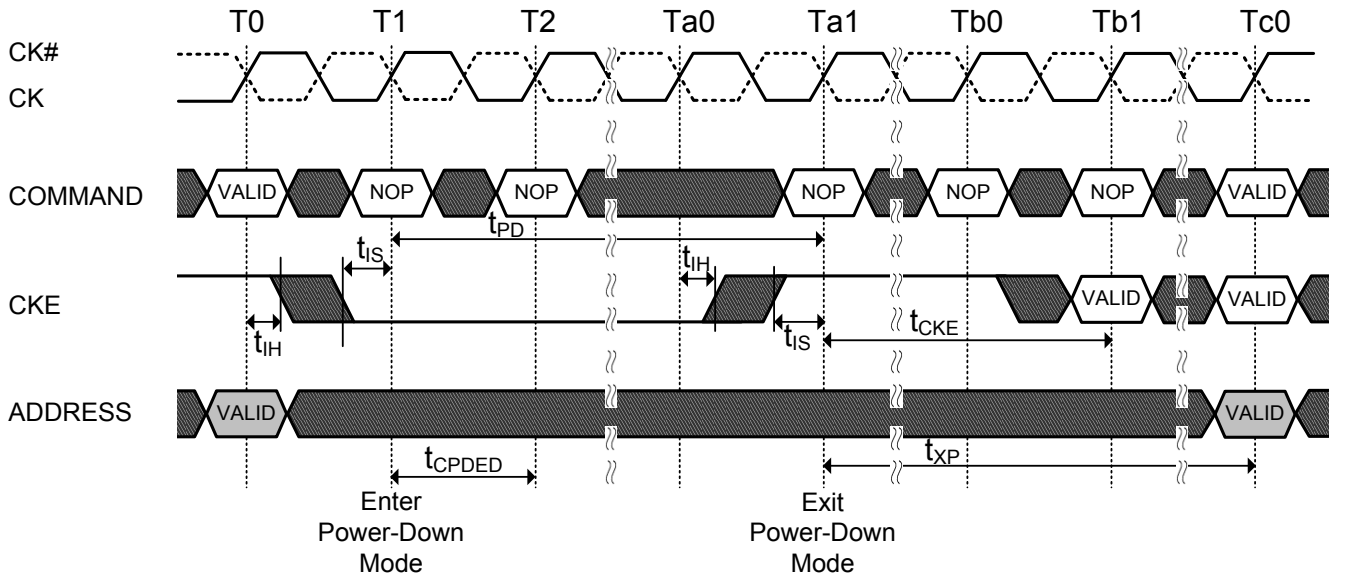 T0 T1 T2 Ta0 Ta1 Tb0 Tb1 Tc0
CK#
CK
COMMAND VALID NOP NOP NOP NOP NOP VALID
tPD
tIS tIH
CKE VALID VALID
tIH tIS tCKE
ADDRESS VALID VALID
tCPDED tXP
Enter
Power-Down
Mode
Exit
Power-Down
Mode